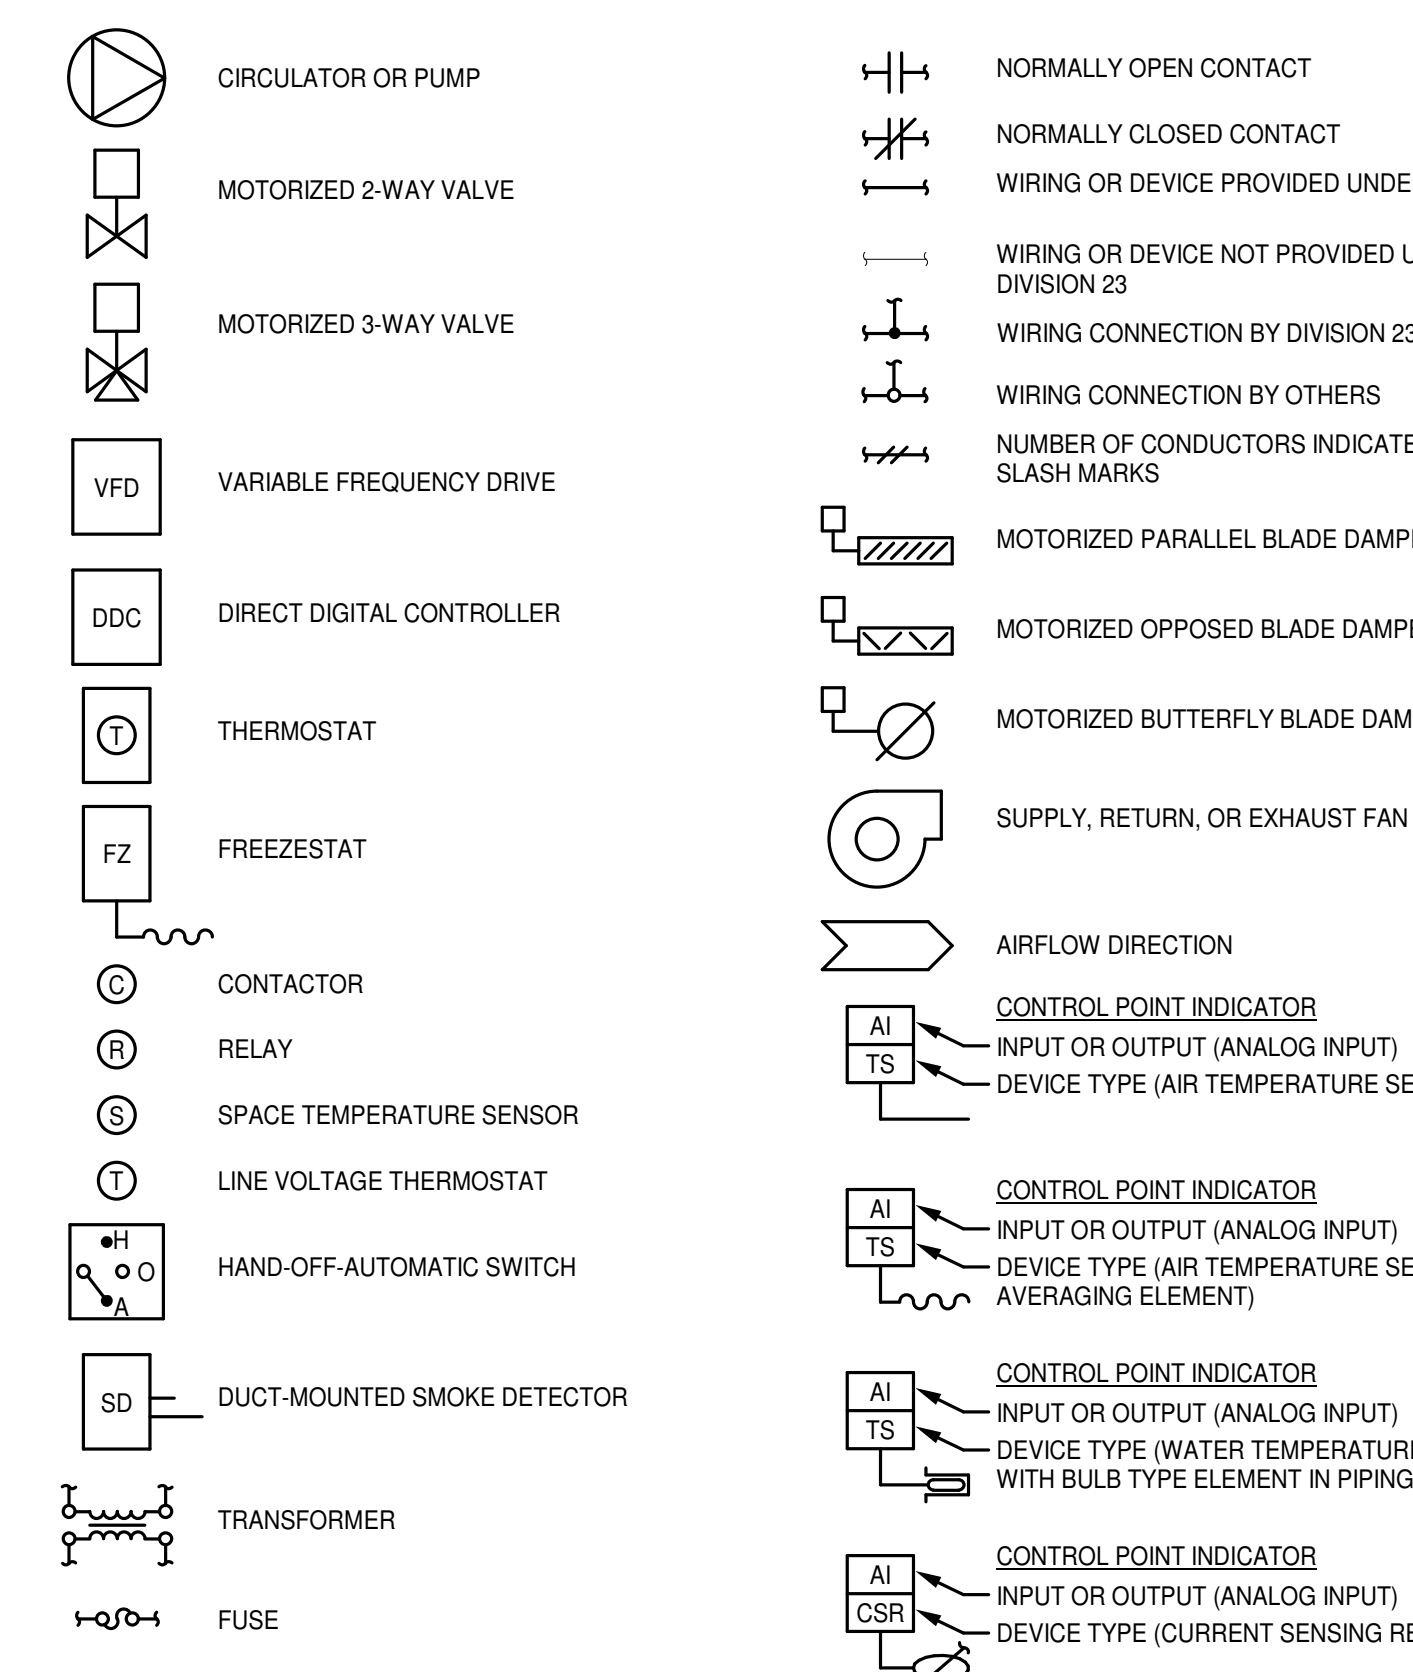 CIRCULATOR OR PUMP
MOTORIZED 2-WAY VALVE
MOTORIZED 3-WAY VALVE
VFD
VARIABLE FREQUENCY DRIVE
DDC
DIRECT DIGITAL CONTROLLER
T
THERMOSTAT
FZ
FREEZESTAT
C
CONTACTOR
R
RELAY
S
SPACE TEMPERATURE SENSOR
T
LINE VOLTAGE THERMOSTAT
H
O
A
HAND-OFF-AUTOMATIC SWITCH
SD
DUCT-MOUNTED SMOKE DETECTOR
TRANSFORMER
FUSE
NORMALLY OPEN CONTACT
NORMALLY CLOSED CONTACT
WIRING OR DEVICE PROVIDED UNDE
WIRING OR DEVICE NOT PROVIDED
DIVISION 23
WIRING CONNECTION BY DIVISION 23
WIRING CONNECTION BY OTHERS
NUMBER OF CONDUCTORS INDICATE
SLASH MARKS
MOTORIZED PARALLEL BLADE DAMP
MOTORIZED OPPOSED BLADE DAMP
MOTORIZED BUTTERFLY BLADE DAM
SUPPLY, RETURN, OR EXHAUST FAN
AIRFLOW DIRECTION
CONTROL POINT INDICATOR
AI
INPUT OR OUTPUT (ANALOG INPUT)
TS
DEVICE TYPE (AIR TEMPERATURE SE
CONTROL POINT INDICATOR
AI
INPUT OR OUTPUT (ANALOG INPUT)
TS
DEVICE TYPE (AIR TEMPERATURE SE
AVERAGING ELEMENT)
CONTROL POINT INDICATOR
AI
INPUT OR OUTPUT (ANALOG INPUT)
TS
DEVICE TYPE (WATER TEMPERATUR
WITH BULB TYPE ELEMENT IN PIPING
CONTROL POINT INDICATOR
AI
INPUT OR OUTPUT (ANALOG INPUT)
CSR
DEVICE TYPE (CURRENT SENSING RE